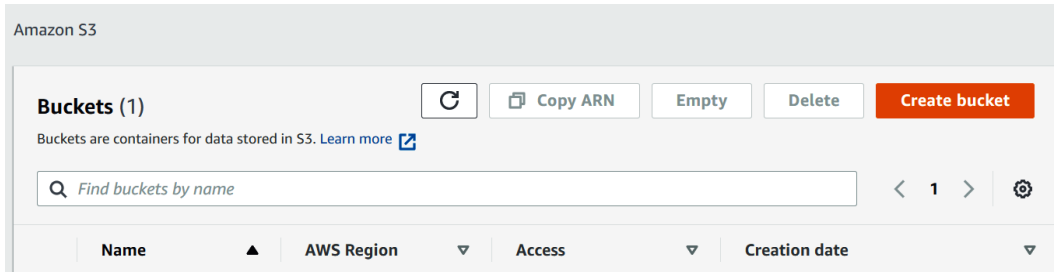 Amazon S3
Buckets (1)
Copy ARN
Empty
Delete
Create bucket
Buckets are containers for data stored in S3. Learn more
Find buckets by name
1
Name AWS Region Access Creation date